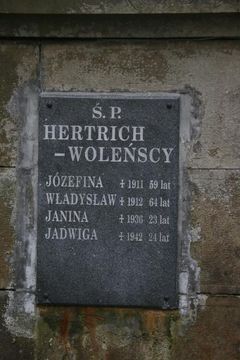 Ś. P.
HERTRICH
– WOLEŃSCY
JÓZEFINA ‡ 1911 59 lat
WŁADYSŁAW ‡ 1912 64 lat
JANINA ‡ 1936 23 lat
JADWIGA ‡ 1942 24 lat